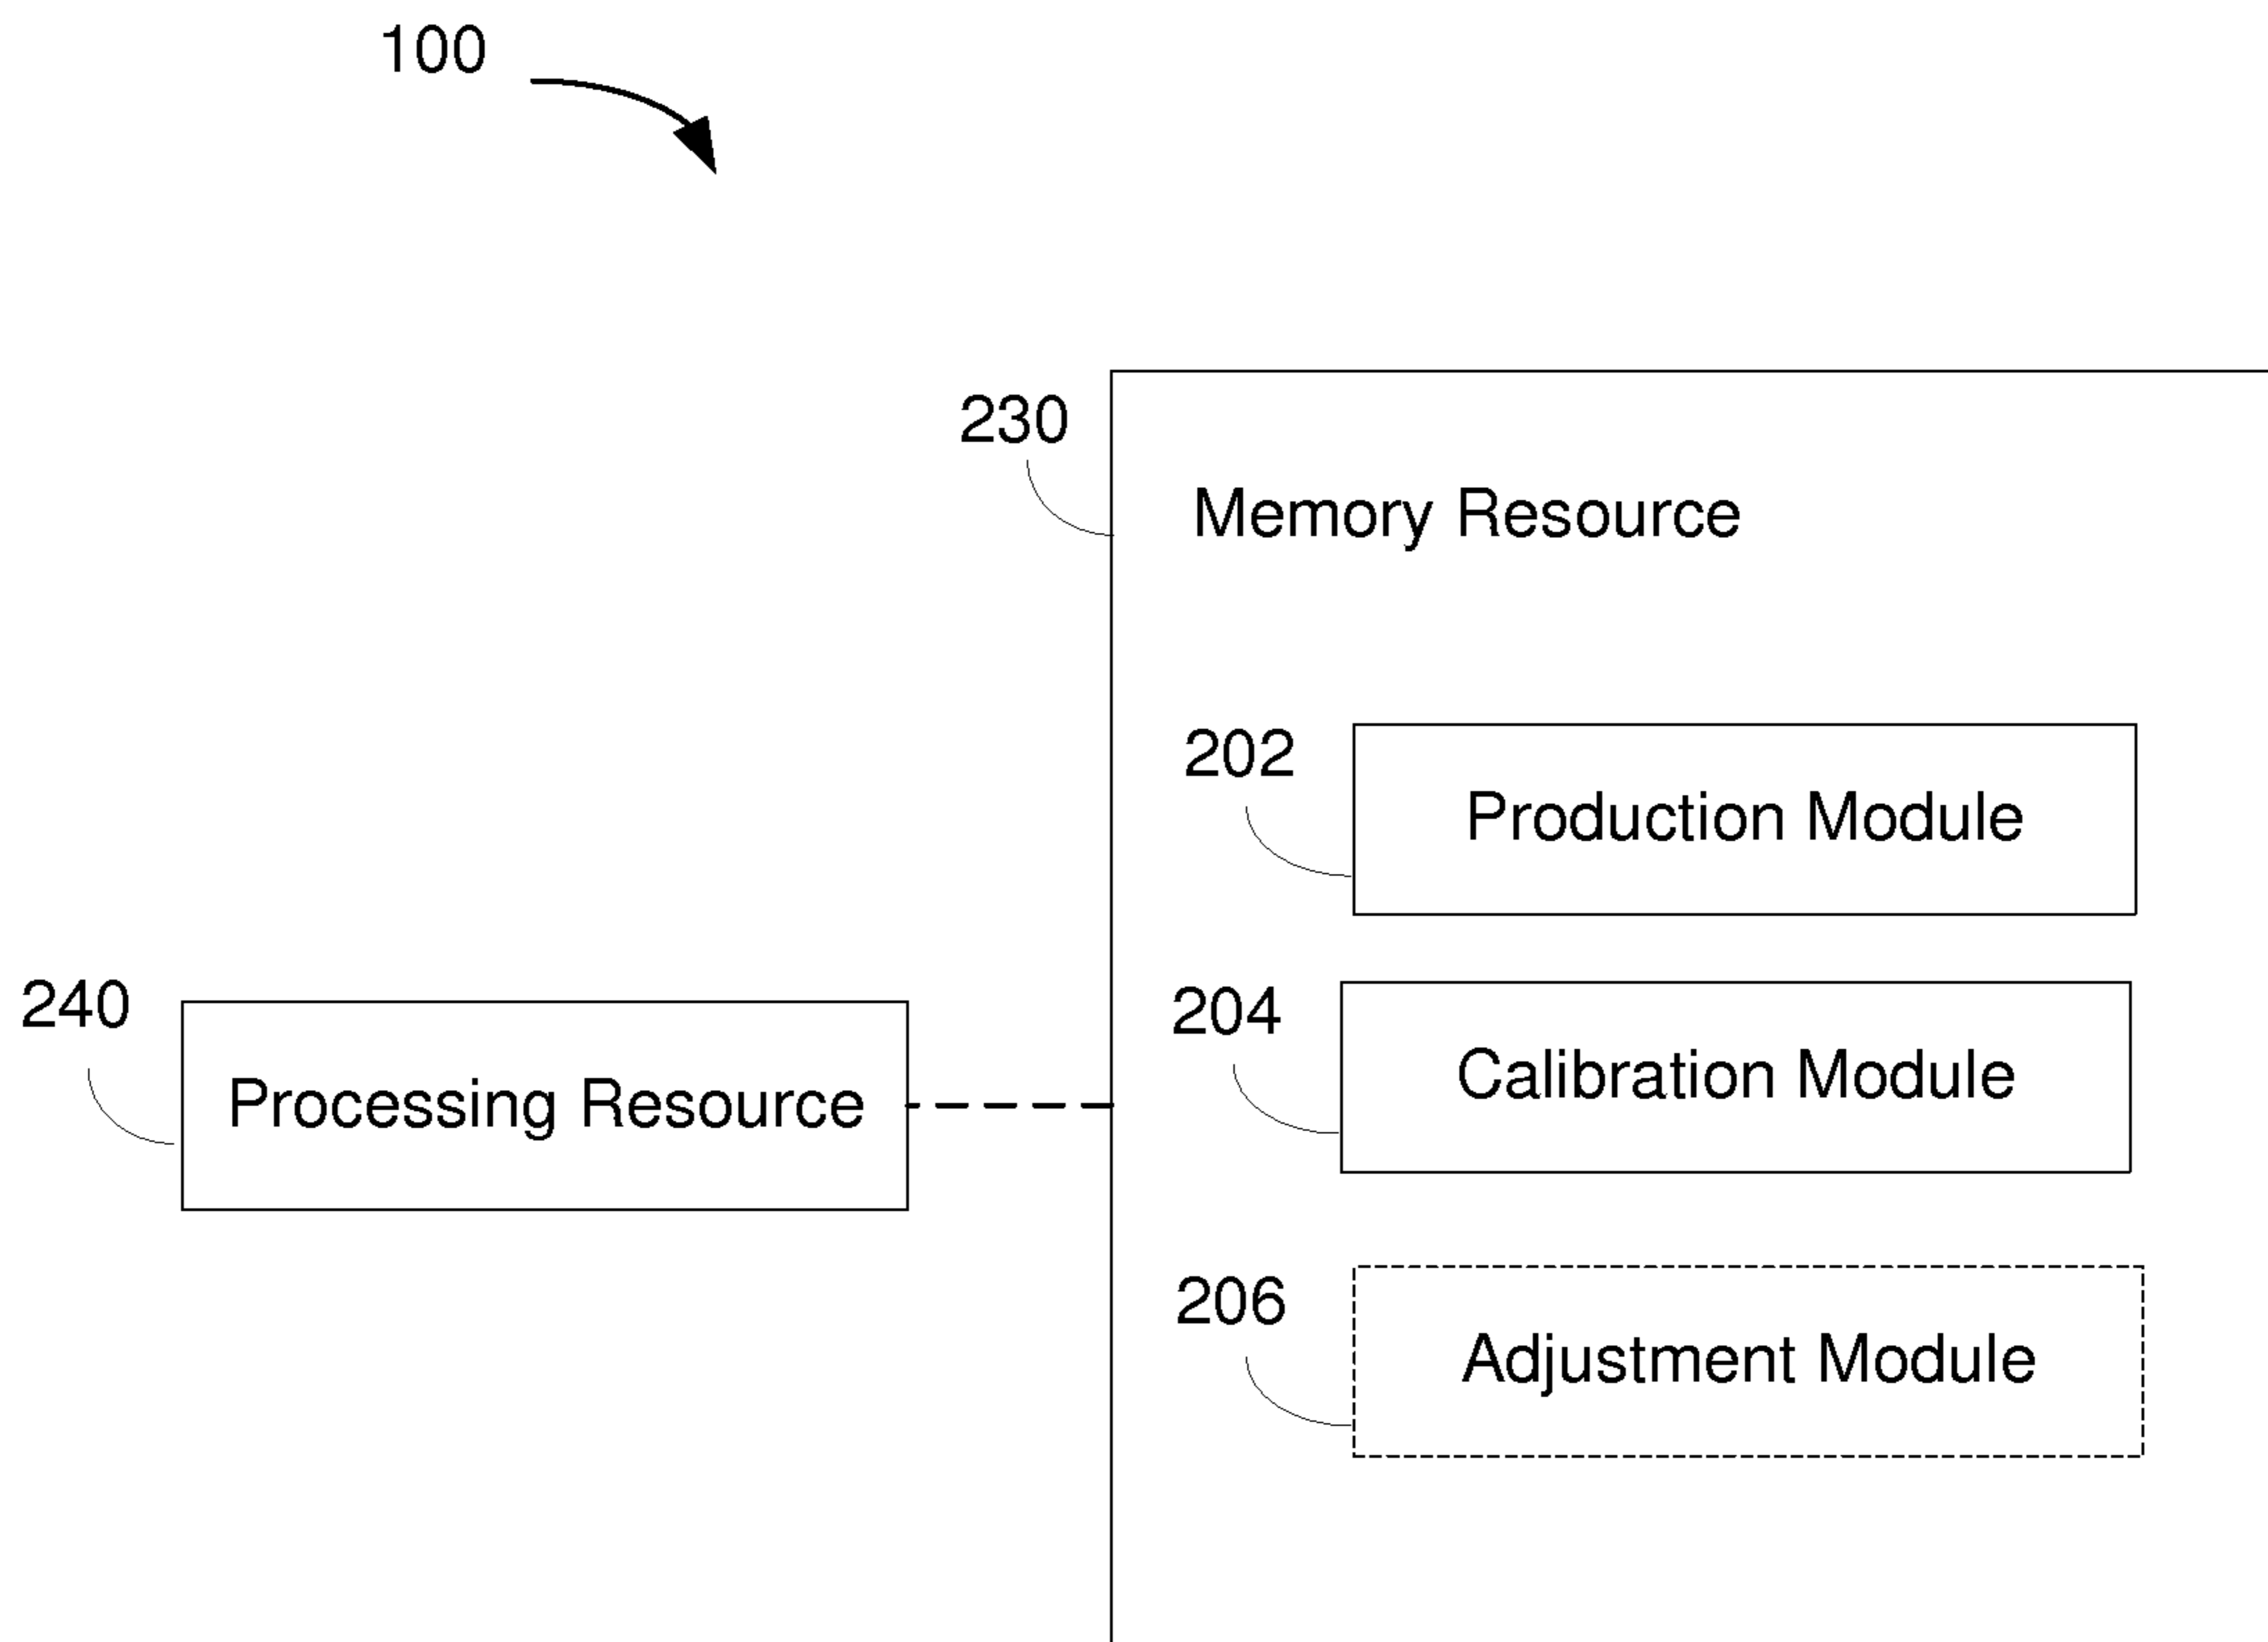 100
230
Memory Resource
202
Production Module
240
Processing Resource
204
Calibration Module
206
Adjustment Module